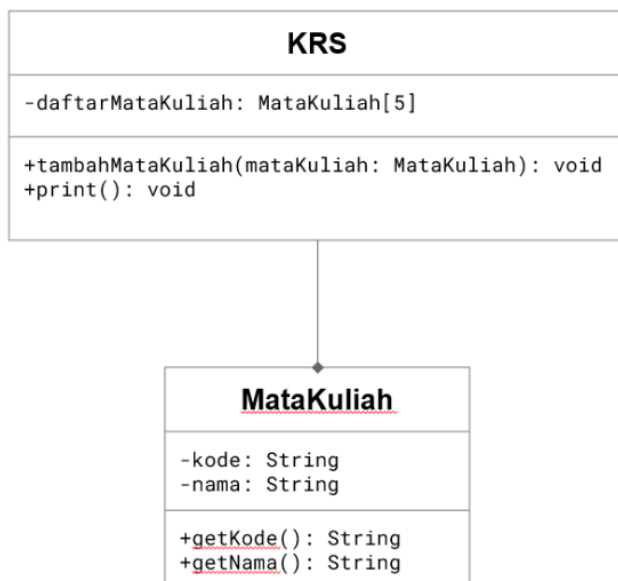 KRS
-daftarMataKuliah: MataKuliah[5]
+tambahMataKuliah(mataKuliah: MataKuliah): void
+print(): void
MataKuliah
-kode: String
-nama: String
+getKode(): String
+getNama(): String